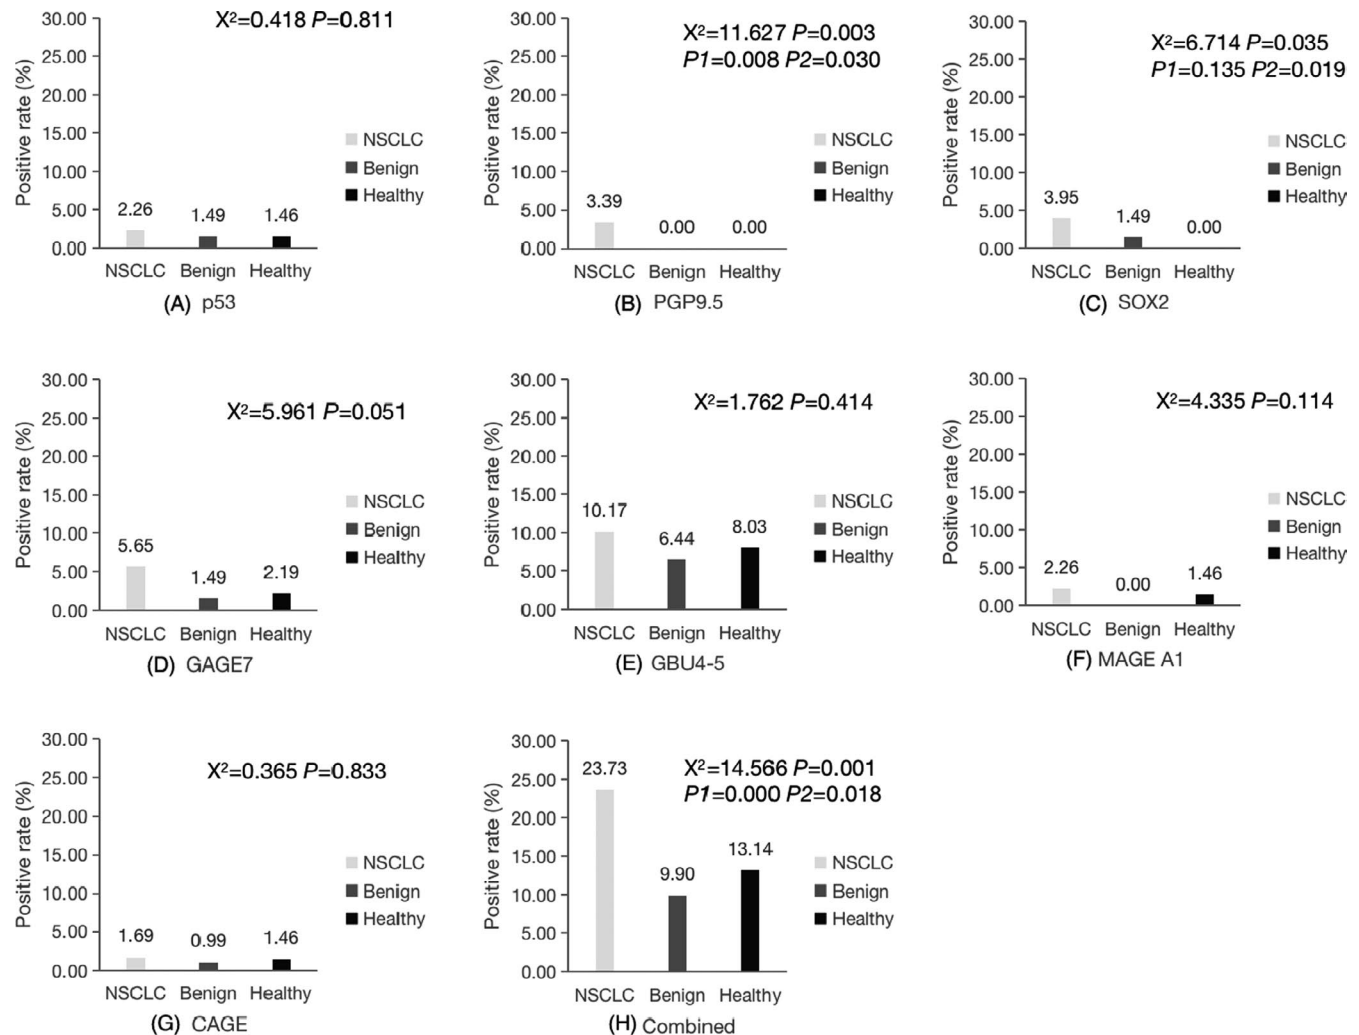 X²=0.418 P=0.811
Positive rate (%)
30.00
25.00
20.00
15.00
10.00
5.00
0.00
2.26 1.49 1.46
NSCLC Benign Healthy
NSCLC
Benign
Healthy
(A) p53
X²=11.627 P=0.003
P1=0.008 P2=0.030
Positive rate (%)
30.00
25.00
20.00
15.00
10.00
5.00
0.00
3.39 0.00 0.00
NSCLC Benign Healthy
NSCLC
Benign
Healthy
(B) PGP9.5
X²=6.714 P=0.035
P1=0.135 P2=0.019
Positive rate (%)
30.00
25.00
20.00
15.00
10.00
5.00
0.00
3.95 1.49 0.00
NSCLC Benign Healthy
NSCLC
Benign
Healthy
(C) SOX2
X²=5.961 P=0.051
Positive rate (%)
30.00
25.00
20.00
15.00
10.00
5.00
0.00
5.65 1.49 2.19
NSCLC Benign Healthy
NSCLC
Benign
Healthy
(D) GAGE7
X²=1.762 P=0.414
Positive rate (%)
30.00
25.00
20.00
15.00
10.00
5.00
0.00
10.17 6.44 8.03
NSCLC Benign Healthy
NSCLC
Benign
Healthy
(E) GBU4-5
X²=4.335 P=0.114
Positive rate (%)
30.00
25.00
20.00
15.00
10.00
5.00
0.00
2.26 0.00 1.46
NSCLC Benign Healthy
NSCLC
Benign
Healthy
(F) MAGE A1
X²=0.365 P=0.833
Positive rate (%)
30.00
25.00
20.00
15.00
10.00
5.00
0.00
1.69 0.99 1.46
NSCLC Benign Healthy
NSCLC
Benign
Healthy
(G) CAGE
X²=14.566 P=0.001
P1=0.000 P2=0.018
Positive rate (%)
30.00
25.00
20.00
15.00
10.00
5.00
0.00
23.73 9.90 13.14
NSCLC Benign Healthy
NSCLC
Benign
Healthy
(H) Combined